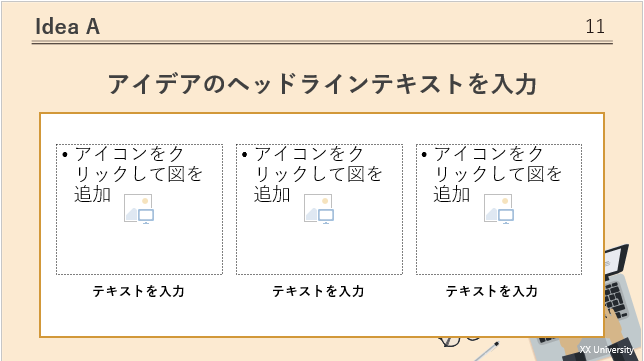 Idea A 11
アイデアのヘッドラインテキストを入力
• アイコンをク
リックして図を
追加
• アイコンをク
リックして図を
追加
• アイコンをク
リックして図を
追加
テキストを入力 テキストを入力 テキストを入力
XX University